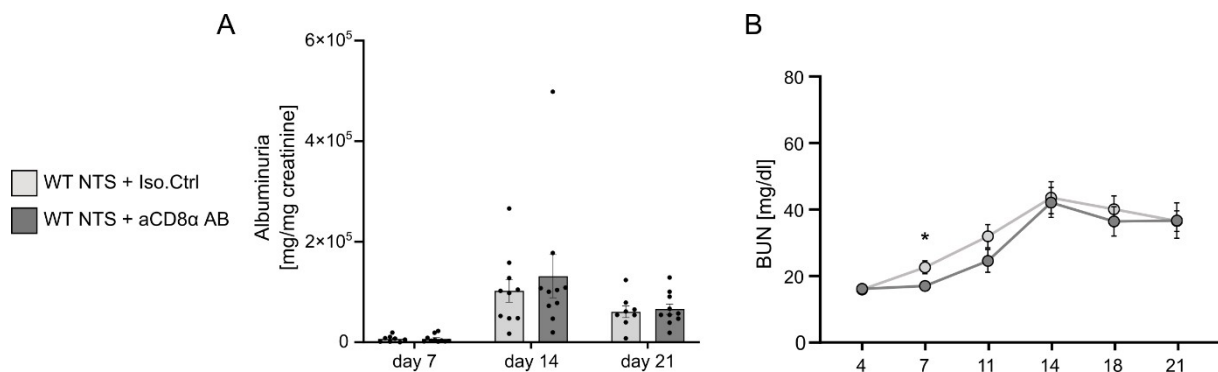 A
B
WT NTS + Iso.Ctrl
WT NTS + aCD8α AB
Albuminuria
[mg/mg creatinine]
6×10⁵
4×10⁵
2×10⁵
0
day 7
day 14
day 21
BUN [mg/dl]
80
60
40
20
0
*
4
7
11
14
18
21